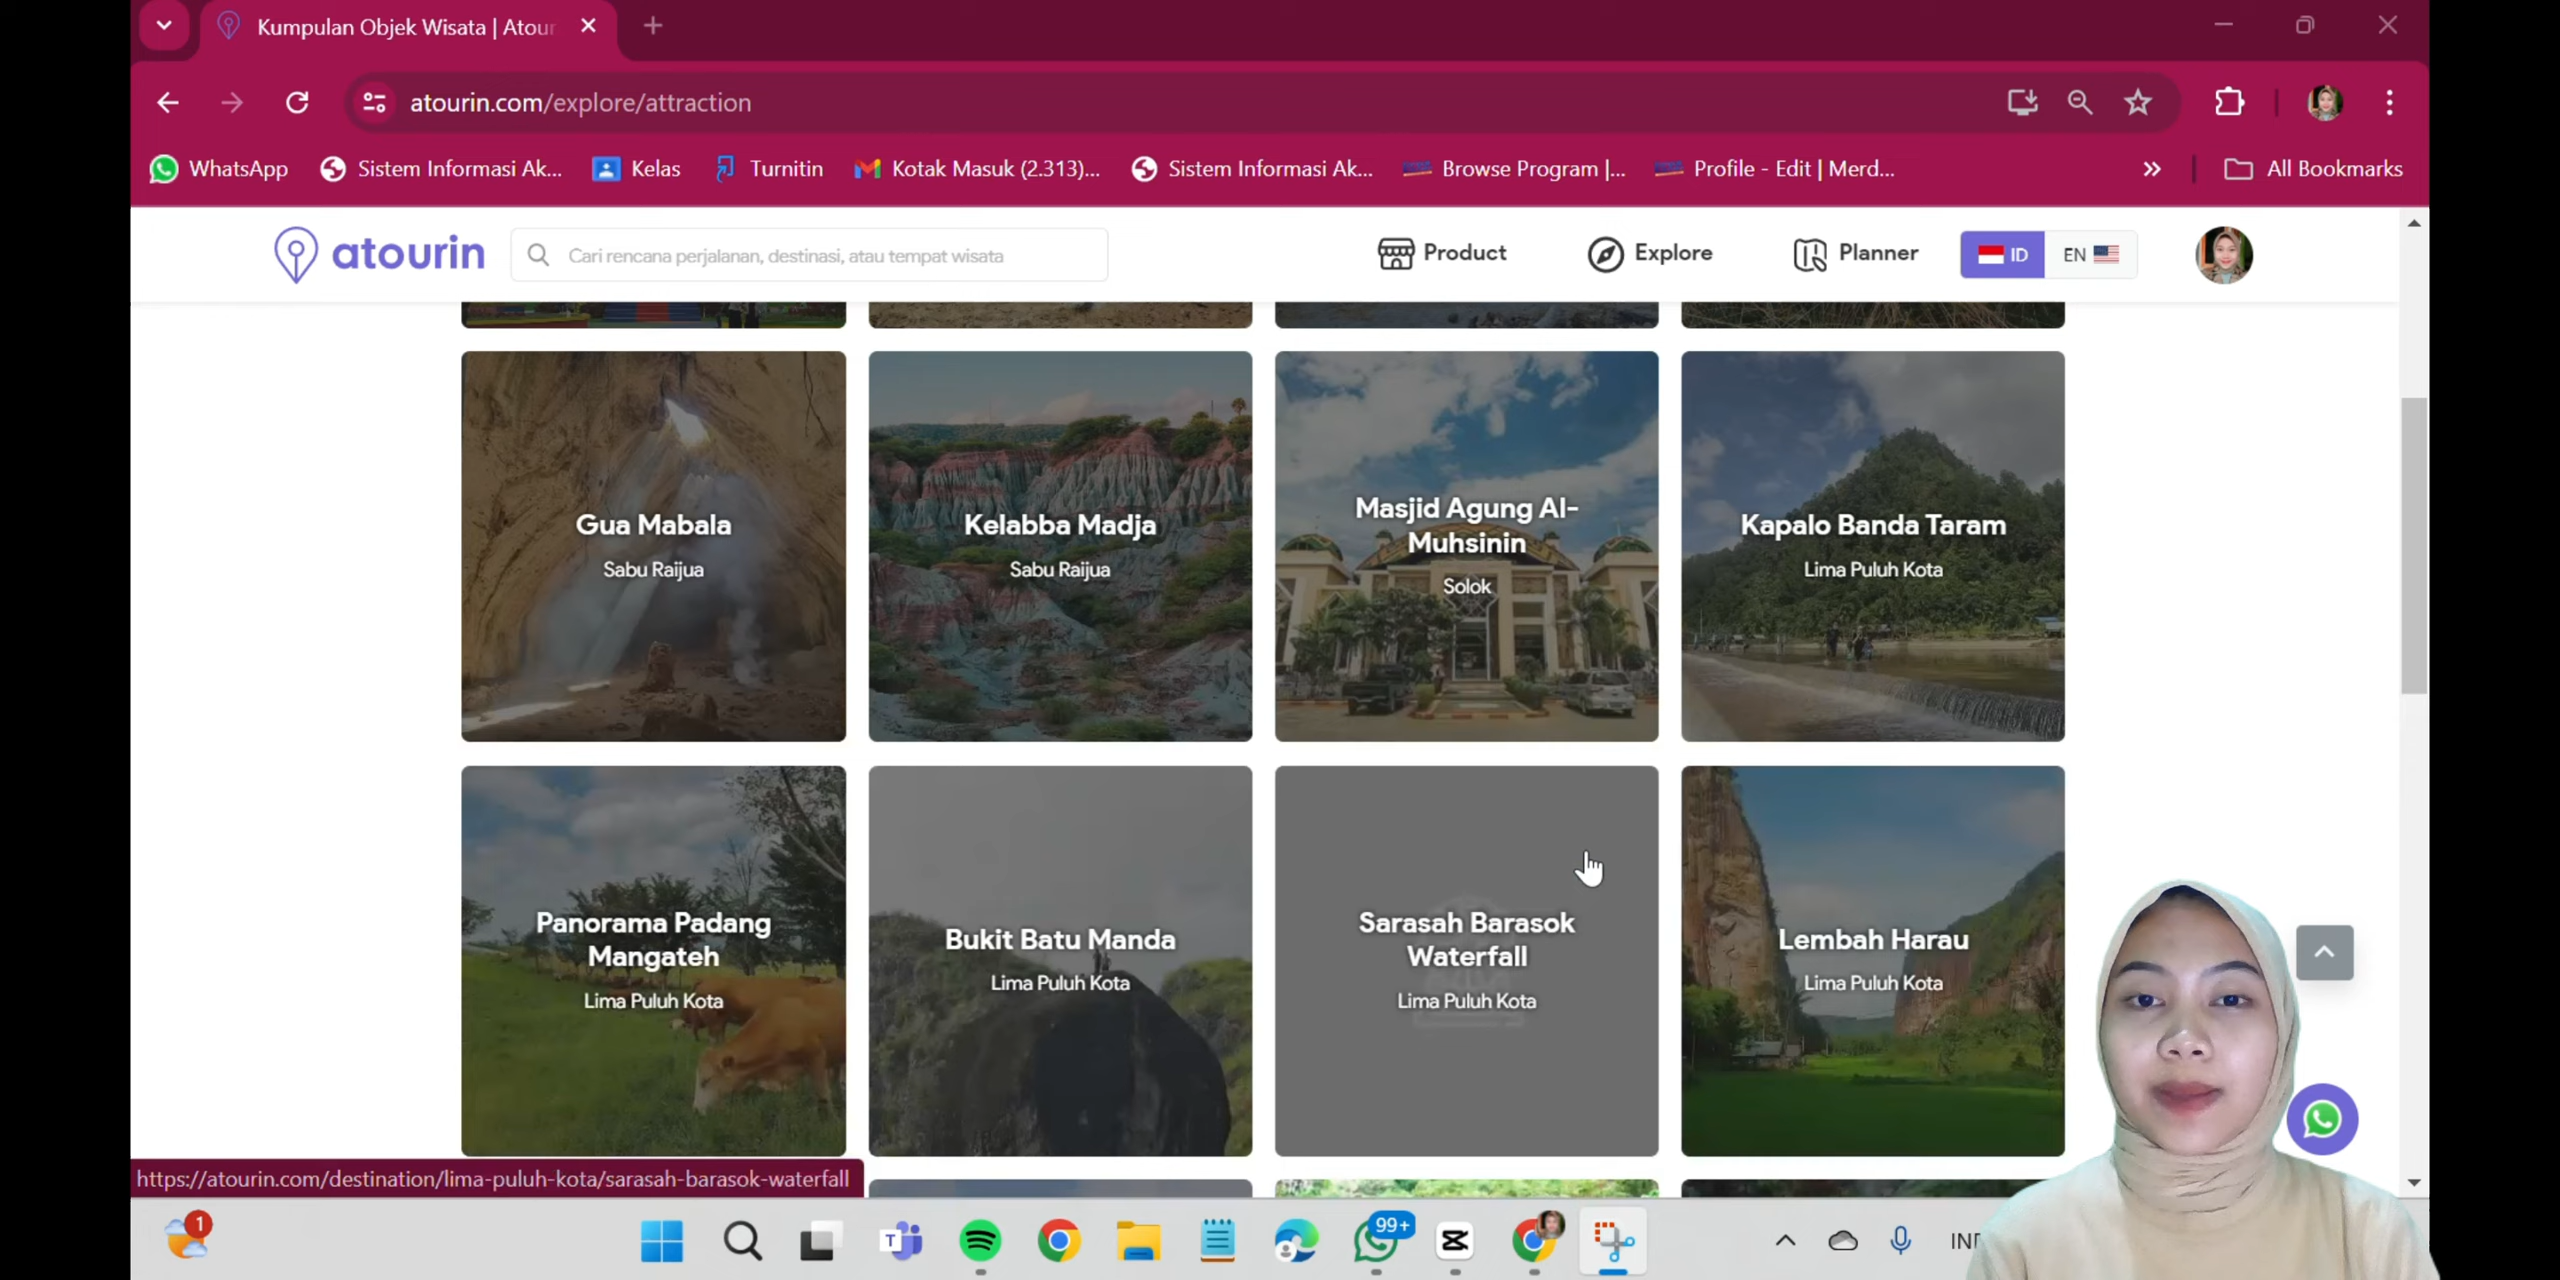 Kumpulan Objek Wisata | Atour
atourin.com/explore/attraction
WhatsApp
Sistem Informasi Ak...
Kelas
Turnitin
Kotak Masuk (2.313)...
Sistem Informasi Ak...
Browse Program |...
Profile - Edit | Merd...
All Bookmarks
atourin
Cari rencana perjalanan, destinasi, atau tempat wisata
Product
Explore
Planner
ID
EN
Gua Mabala
Sabu Raijua
Kelabba Madja
Sabu Raijua
Masjid Agung Al-
Muhsinin
Solok
Kapalo Banda Taram
Lima Puluh Kota
Panorama Padang
Mangateh
Lima Puluh Kota
Bukit Batu Manda
Lima Puluh Kota
Sarasah Barasok
Waterfall
Lima Puluh Kota
Lembah Harau
Lima Puluh Kota
https://atourin.com/destination/lima-puluh-kota/sarasah-barasok-waterfall
1
T
99+